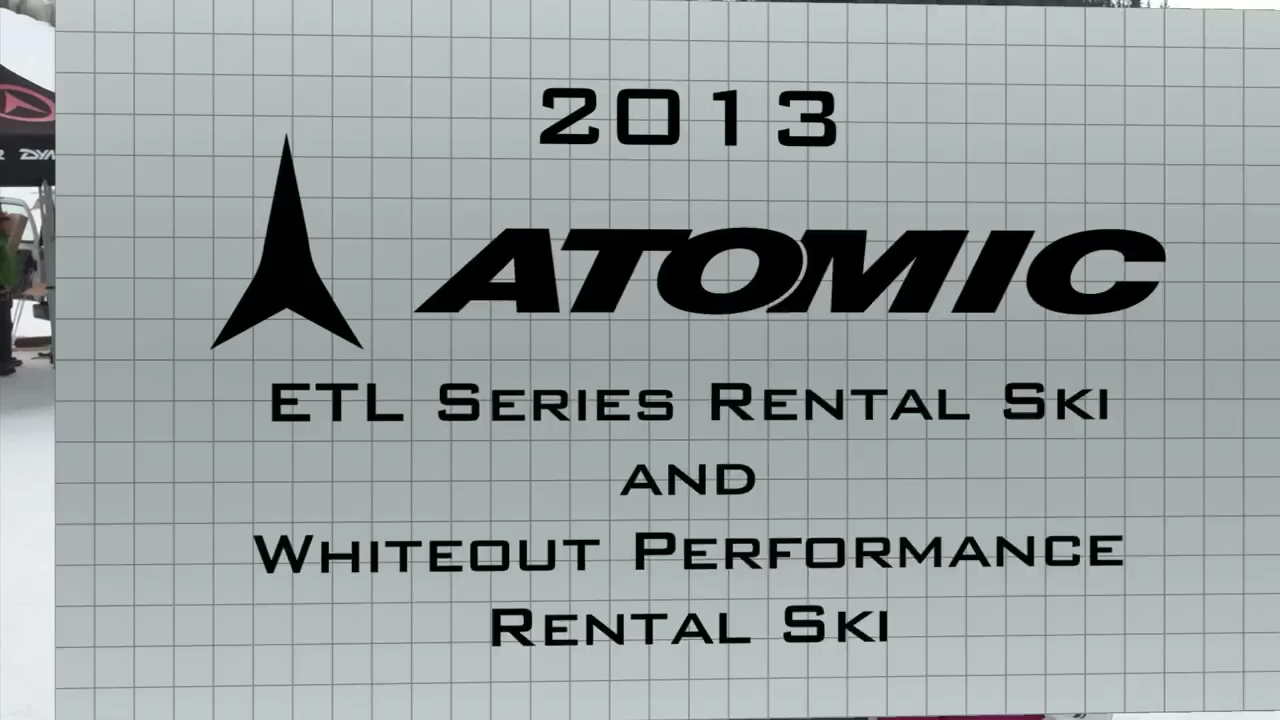 2013
ATOMIC
ETL SERIES RENTAL SKI
AND
WHITEOUT PERFORMANCE
RENTAL SKI